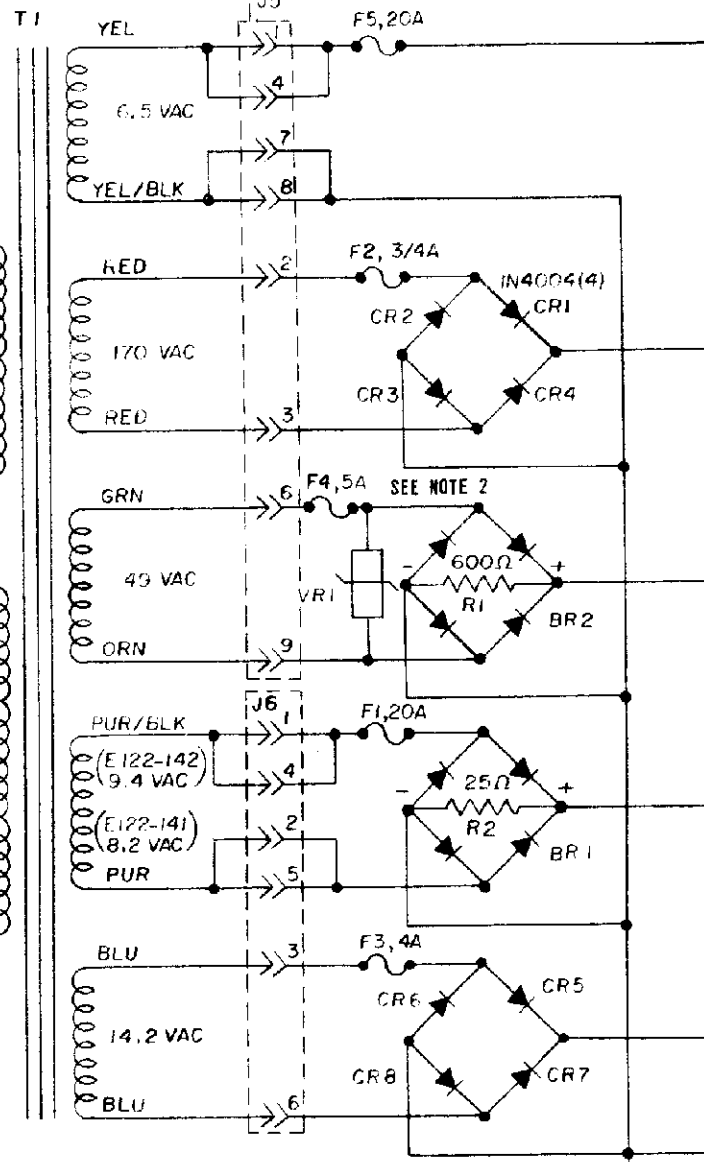 T1
J5
YEL
1
F5,20A
4
6.5 VAC
7
YEL/BLK
8
RED
2
F2, 3/4A
1N4004(4)
CR2
CR1
170 VAC
CR3
CR4
RED
3
GRN
6
F4,5A
SEE NOTE 2
49 VAC
VR1
-
600Ω
+
R1
BR2
ORN
9
J6
PUR/BLK
1
F1,20A
(E122-142)
9.4 VAC
4
-
25Ω
+
(E122-141)
8.2 VAC
2
R2
BR1
PUR
5
BLU
3
F3,4A
CR6
CR5
14.2 VAC
CR8
CR7
BLU
6